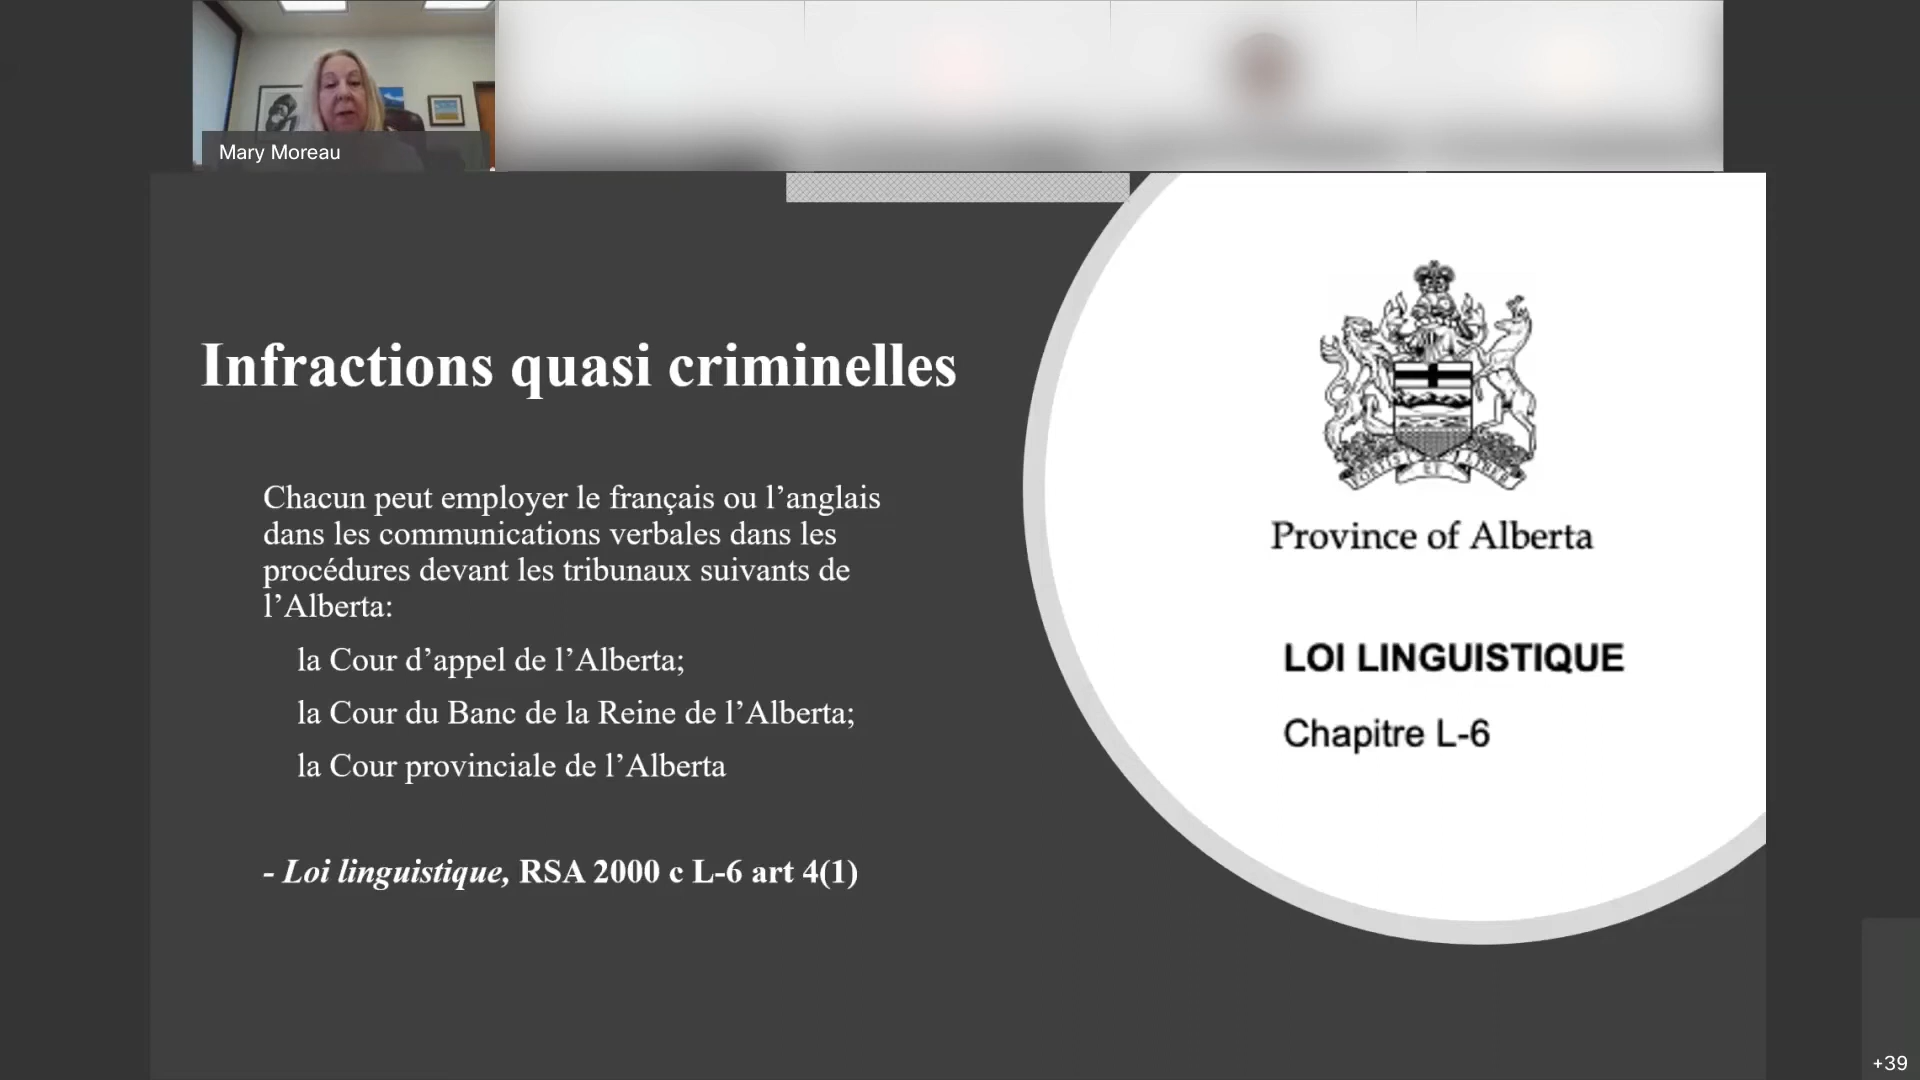 Mary Moreau
Infractions quasi criminelles
Chacun peut employer le français ou l’anglais
dans les communications verbales dans les
procédures devant les tribunaux suivants de
l’Alberta:
la Cour d’appel de l’Alberta;
la Cour du Banc de la Reine de l’Alberta;
la Cour provinciale de l’Alberta
- Loi linguistique, RSA 2000 c L-6 art 4(1)
Province of Alberta
LOI LINGUISTIQUE
Chapitre L-6
+39